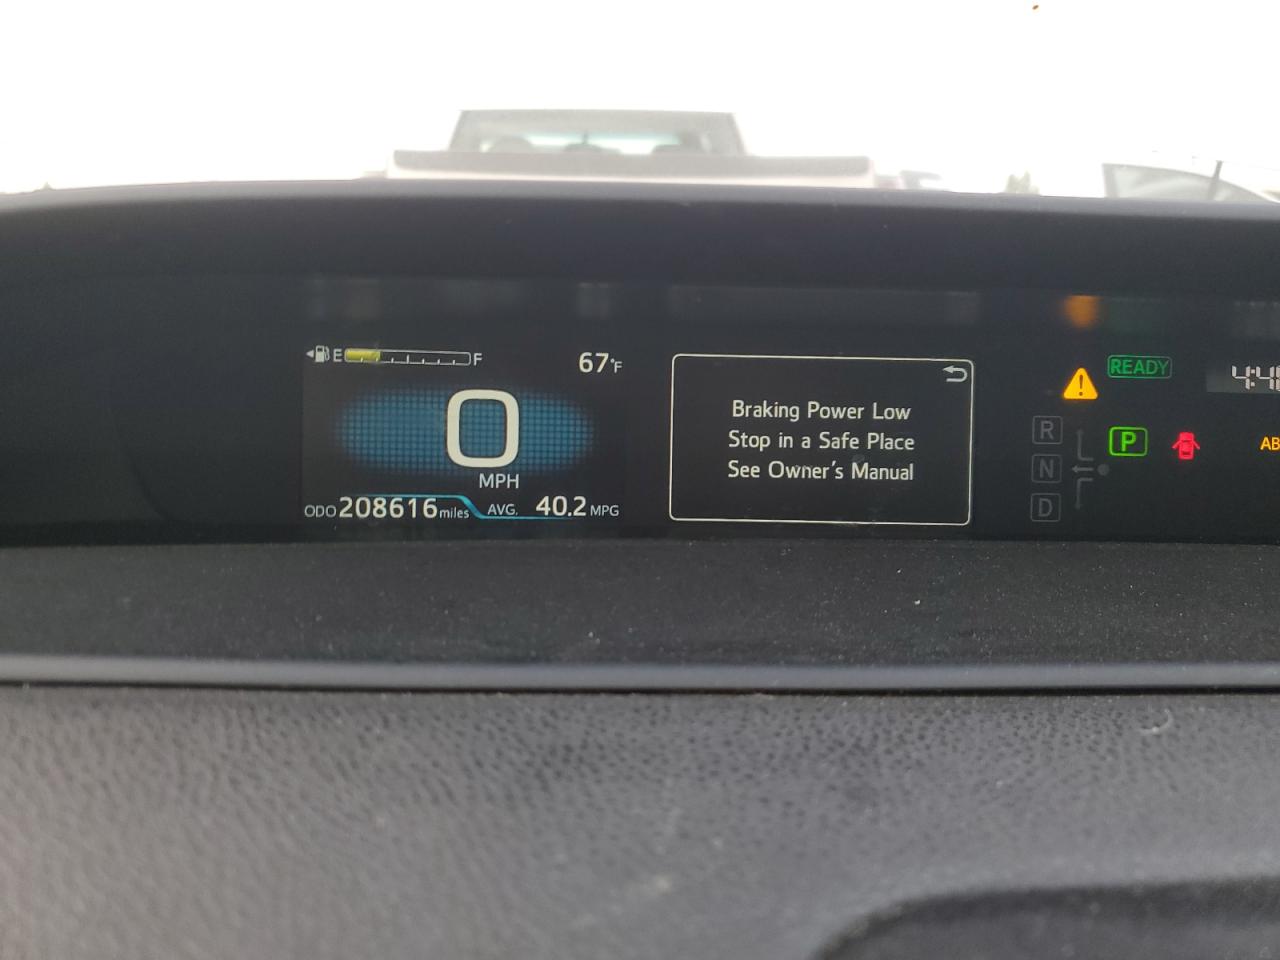 E F 67°F
0
MPH
ODO 208616 miles AVG. 40.2 MPG
Braking Power Low
Stop in a Safe Place
See Owner's Manual
!
READY
R
N
D
P